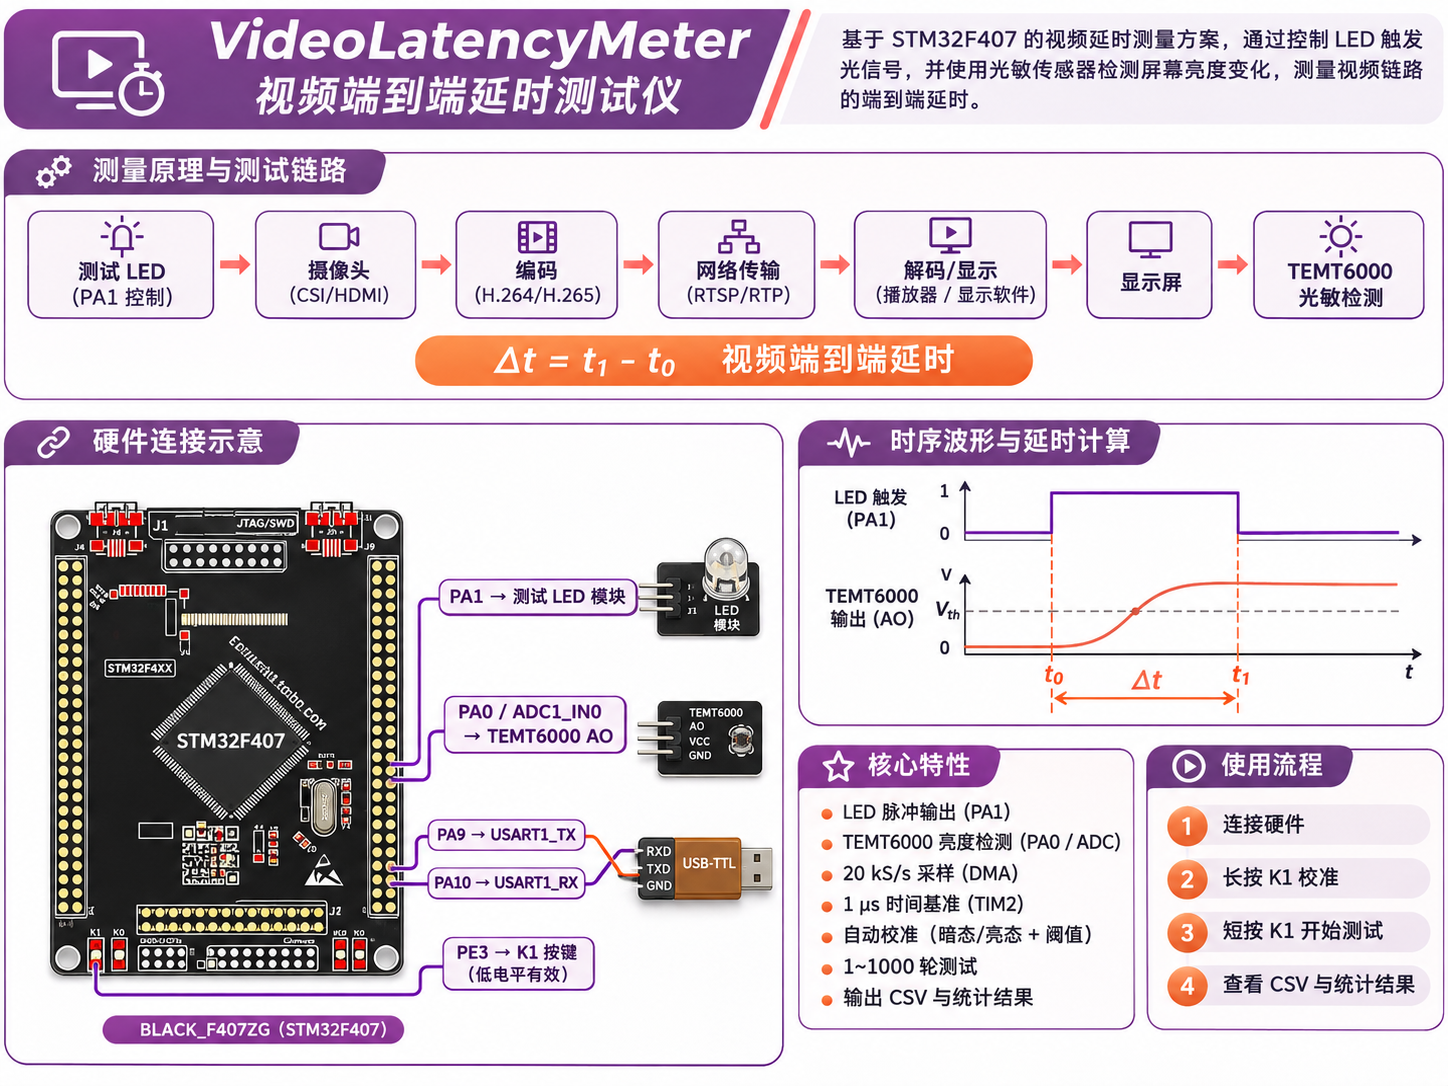 VideoLatencyMeter
视频端到端延时测试仪
基于 STM32F407 的视频延时测量方案，通过控制 LED 触发
光信号，并使用光敏传感器检测屏幕亮度变化，测量视频链路
的端到端延时。
测量原理与测试链路
测试 LED
(PA1 控制)
摄像头
(CSI/HDMI)
编码
(H.264/H.265)
网络传输
(RTSP/RTP)
解码/显示
(播放器 / 显示软件)
显示屏
TEMT6000
光敏检测
Δt = t₁ - t₀ 视频端到端延时
硬件连接示意
J1
JTAG/SWD
J4
J9
STM32F4XX
STM32F407
J2
K1
K0
PA1 → 测试 LED 模块
LED
模块
PA0 / ADC1_IN0
→ TEMT6000 AO
TEMT6000
AO
VCC
GND
PA9 → USART1_TX
PA10 → USART1_RX
RXD
TXD
GND
USB-TTL
PE3 → K1 按键
(低电平有效)
BLACK_F407ZG (STM32F407)
时序波形与延时计算
LED 触发
(PA1)
1
0
TEMT6000
输出 (AO)
V
Vth
0
t₀
Δt
t₁
t
核心特性
LED 脉冲输出 (PA1)
TEMT6000 亮度检测 (PA0 / ADC)
20 kS/s 采样 (DMA)
1 μs 时间基准 (TIM2)
自动校准（暗态/亮态 + 阈值）
1~1000 轮测试
输出 CSV 与统计结果
使用流程
1 连接硬件
2 长按 K1 校准
3 短按 K1 开始测试
4 查看 CSV 与统计结果